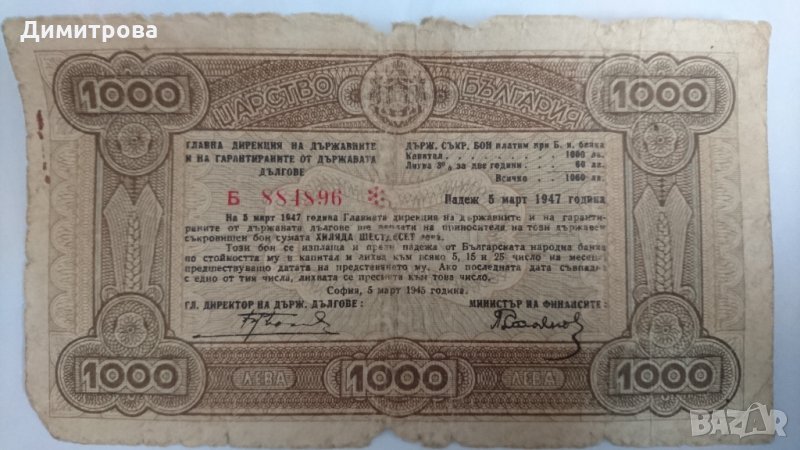 Димитрова
1000 1000
ЦАРСТВО БЪЛГАРИЯ
ГЛАВНА ДИРЕКЦИЯ НА ДЪРЖАВНИТЕ
И НА ГАРАНТИРАНИТЕ ОТ ДЪРЖАВАТА
ДЪЛГОВЕ
ДЪРЖ. СЪКР. БОН платим при Б. н. банка
Капитал . . . . . . . . . 1000 лв.
Лихва 3% за две години . . . 60 лв.
Всичко . . . 1060 лв.
Б 884896 Падеж 5 март 1947 година
На 5 март 1947 година Главната дирекция на държавните и на гаранти-
раните от държавата дългове ще изплати на приносителя на този държавен
съкровищен бон сумата ХИЛЯДА ШЕСТДЕСЕТ лева.
Този бон се изплаща и преди падежа от Българската народна банка
по стойността му в капитал и лихва към всяко 5, 15 и 25 число на месеца
предшествуващо датата на представянето му. Ако последната дата съвпада
с едно от тия числа, лихвата се пресмята към това число.
София, 5 март 1945 година.
ГЛ. ДИРЕКТОР НА ДЪРЖ. ДЪЛГОВЕ: МИНИСТЪР НА ФИНАНСИТЕ:
1000 ЛЕВА 1000 ЛЕВА 1000
BAZAR